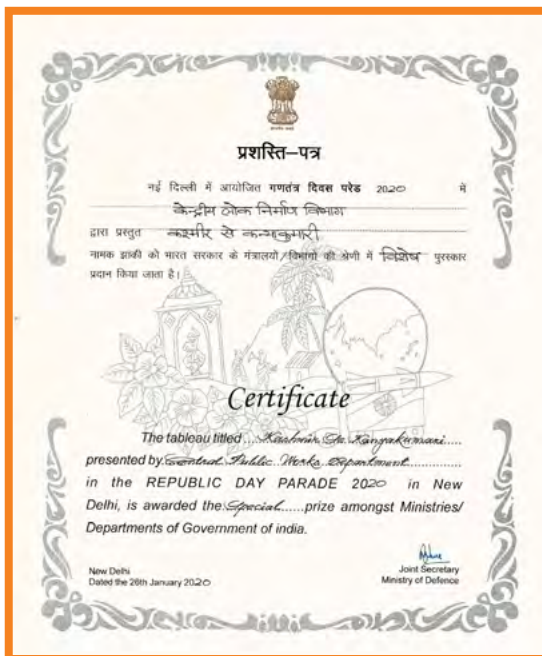 प्रशस्ति–पत्र
नई दिल्ली में आयोजित गणतंत्र दिवस परेड 2020 में
केन्द्रीय लोक निर्माण विभाग
द्वारा प्रस्तुत कश्मीर से कन्याकुमारी
नामक झांकी को भारत सरकार के मंत्रालयों/विभागों की श्रेणी में विशेष पुरस्कार
प्रदान किया जाता है।
Certificate
The tableau titled ...Kashmir To Kanyakumari.....
presented by Central Public Works Department..............
in the REPUBLIC DAY PARADE 2020 in New
Delhi, is awarded the Special......prize amongst Ministries/
Departments of Government of india.
New Delhi
Dated the 26th January 2020
Joint Secretary
Ministry of Defence